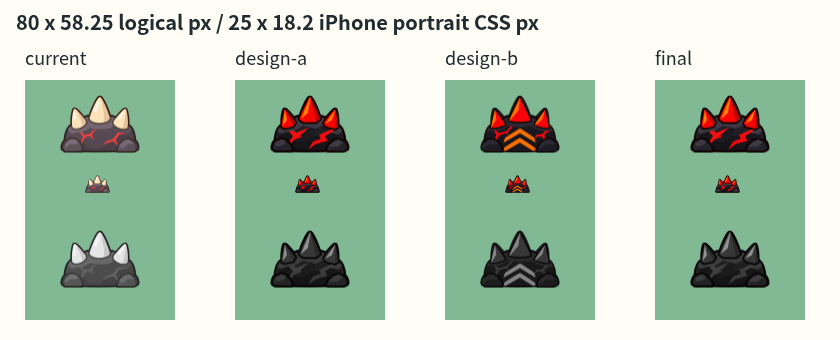 80 x 58.25 logical px / 25 x 18.2 iPhone portrait CSS px
current design-a design-b final